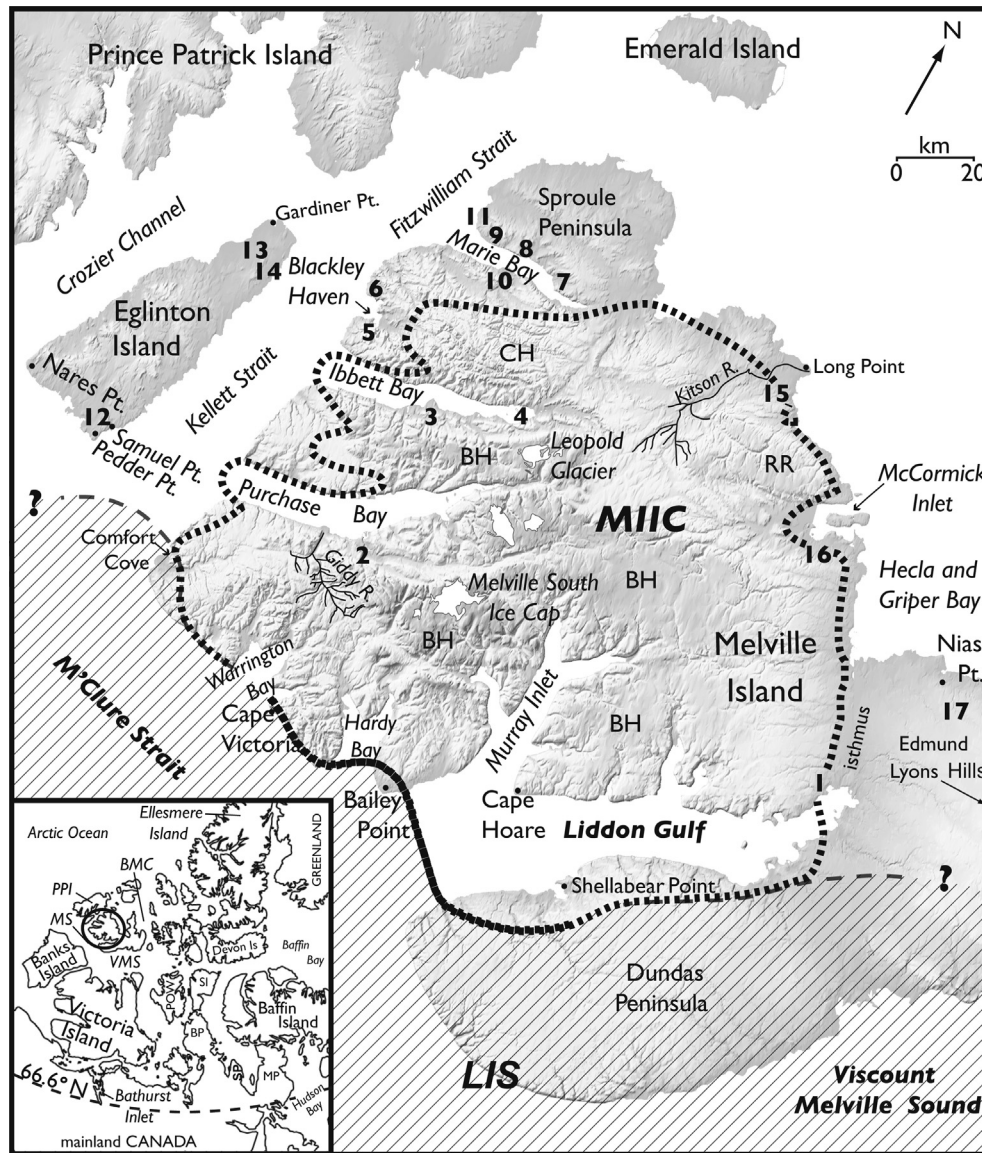 Prince Patrick Island
Emerald Island
N
km
0 20
Sproule
Peninsula
Fitzwilliam Strait
Gardiner Pt.
Crozier Channel
11
9
8
Marie Bay
10
7
13
14
Blackley
Haven
6
5
Eglinton
Island
CH
Kitson R.
Long Point
15
Nares Pt.
12
Samuel Pt.
Pedder Pt.
Kellett Strait
Ibbett Bay
3
4
BH
Leopold
Glacier
RR
McCormick
Inlet
?
Purchase
Bay
MIIC
Comfort
Cove
2
Giddy R.
Melville South
Ice Cap
BH
16
Hecla and
Griper Bay
BH
Melville
Island
Nias
Pt.
17
Warrington
Bay
M'Clure Strait
Cape
Victoria
Hardy
Bay
Murray Inlet
BH
isthmus
Edmund
Lyons Hills
1
Bailey
Point
Cape
Hoare
Liddon Gulf
Shellabear Point
?
Dundas
Peninsula
LIS
Viscount
Melville Sound
Ellesmere
Island
Arctic Ocean
GREENLAND
BMC
PPI
MS
Banks
Island
VMS
Devon Is
Baffin
Bay
POW
SI
Victoria
Island
Baffin
Island
BP
SB
MP
66.6° N
Bathurst
Inlet
Hudson
Bay
mainland CANADA